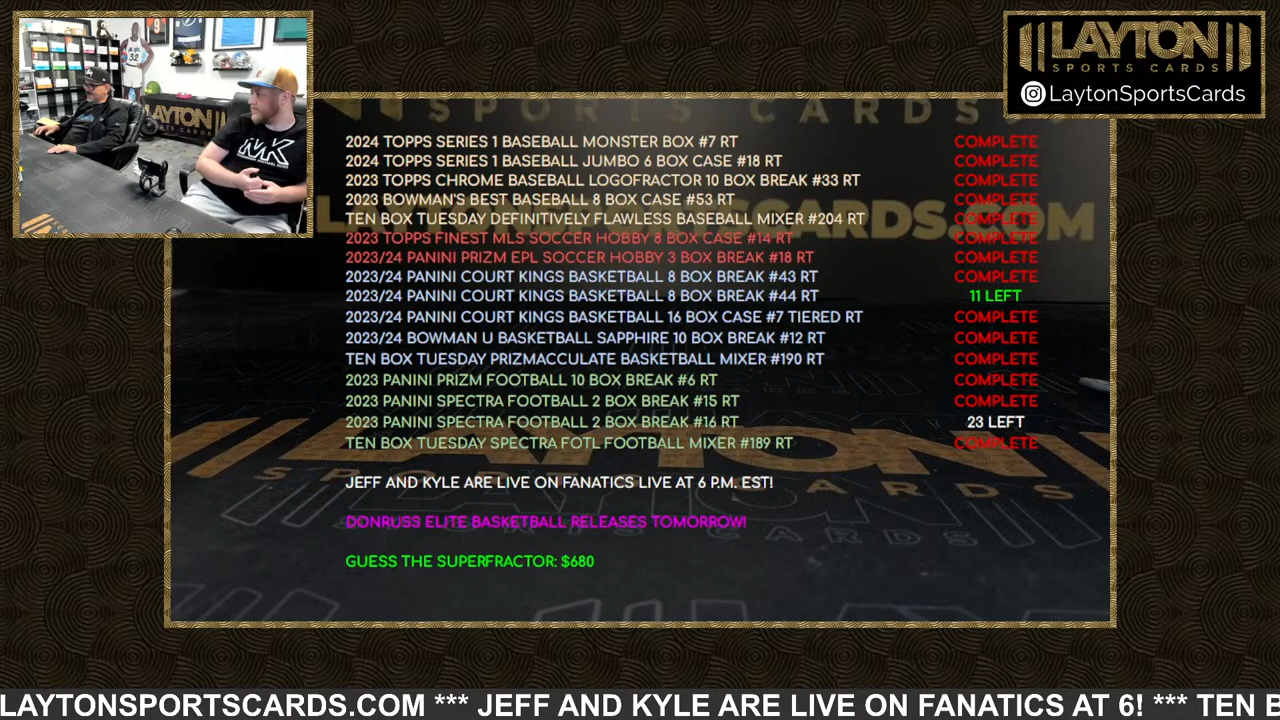 LAYTON
SPORTS CARDS
LaytonSportsCards
SPORTS CARDS
2024 TOPPS SERIES 1 BASEBALL MONSTER BOX #7 RT COMPLETE
2024 TOPPS SERIES 1 BASEBALL JUMBO 6 BOX CASE #18 RT COMPLETE
2023 TOPPS CHROME BASEBALL LOGOFRACTOR 10 BOX BREAK #33 RT COMPLETE
2023 BOWMAN'S BEST BASEBALL 8 BOX CASE #53 RT COMPLETE
TEN BOX TUESDAY DEFINITIVELY FLAWLESS BASEBALL MIXER #204 RT COMPLETE
2023 TOPPS FINEST MLS SOCCER HOBBY 8 BOX CASE #14 RT COMPLETE
2023/24 PANINI PRIZM EPL SOCCER HOBBY 3 BOX BREAK #18 RT COMPLETE
2023/24 PANINI COURT KINGS BASKETBALL 8 BOX BREAK #43 RT COMPLETE
2023/24 PANINI COURT KINGS BASKETBALL 8 BOX BREAK #44 RT 11 LEFT
2023/24 PANINI COURT KINGS BASKETBALL 16 BOX CASE #7 TIERED RT COMPLETE
2023/24 BOWMAN U BASKETBALL SAPPHIRE 10 BOX BREAK #12 RT COMPLETE
TEN BOX TUESDAY PRIZMACCULATE BASKETBALL MIXER #190 RT COMPLETE
2023 PANINI PRIZM FOOTBALL 10 BOX BREAK #6 RT COMPLETE
2023 PANINI SPECTRA FOOTBALL 2 BOX BREAK #15 RT COMPLETE
2023 PANINI SPECTRA FOOTBALL 2 BOX BREAK #16 RT 23 LEFT
TEN BOX TUESDAY SPECTRA FOTL FOOTBALL MIXER #189 RT COMPLETE
JEFF AND KYLE ARE LIVE ON FANATICS LIVE AT 6 P.M. EST!
DONRUSS ELITE BASKETBALL RELEASES TOMORROW!
GUESS THE SUPERFRACTOR: $680
LAYTONSPORTSCARDS.COM *** JEFF AND KYLE ARE LIVE ON FANATICS AT 6! *** TEN B